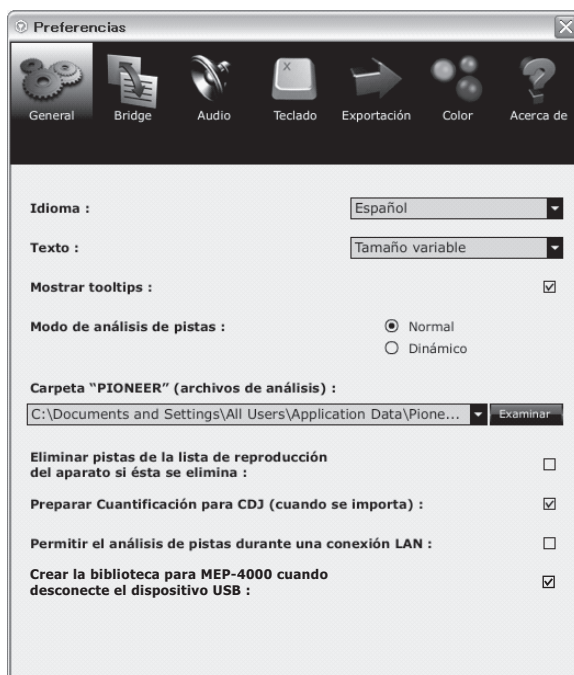 Preferencias
General Bridge Audio Teclado Exportación Color Acerca de
Idioma : Español
Texto : Tamaño variable
Mostrar tooltips :
Modo de análisis de pistas : Normal
Dinámico
Carpeta “PIONEER” (archivos de análisis) :
C:\Documents and Settings\All Users\Application Data\Pione... Examinar
Eliminar pistas de la lista de reproducción
del aparato si ésta se elimina :
Preparar Cuantificación para CDJ (cuando se importa) :
Permitir el análisis de pistas durante una conexión LAN :
Crear la biblioteca para MEP-4000 cuando
desconecte el dispositivo USB :